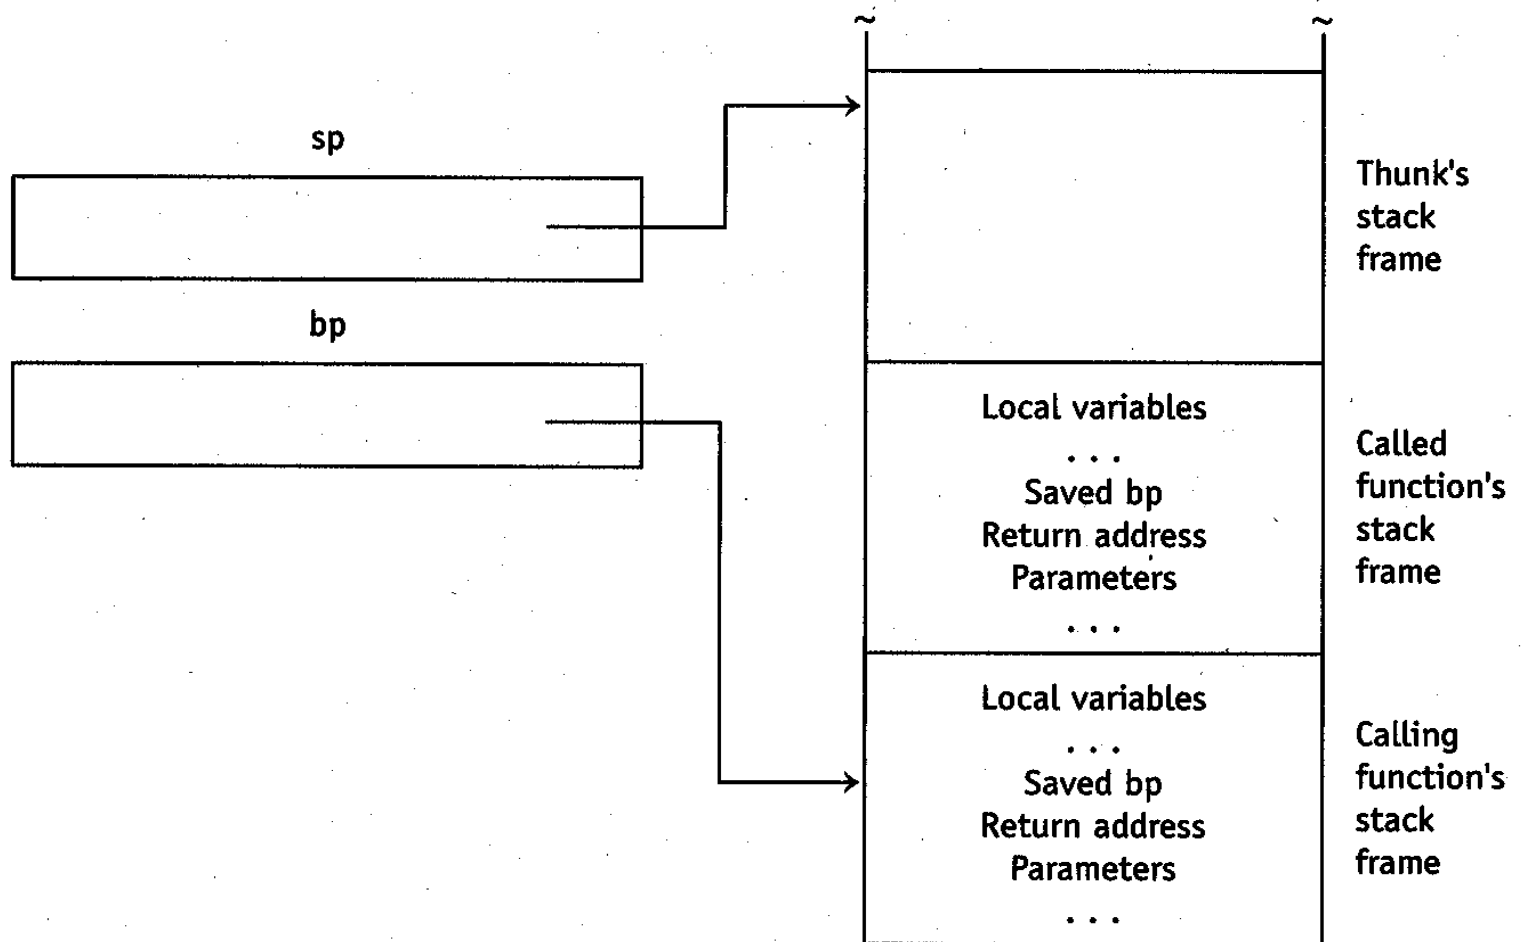 ~ ~
sp
bp
Thunk's
stack
frame
Local variables
. . .
Saved bp
Return address
Parameters
. . .
Called
function's
stack
frame
Local variables
. . .
Saved bp
Return address
Parameters
. . .
Calling
function's
stack
frame